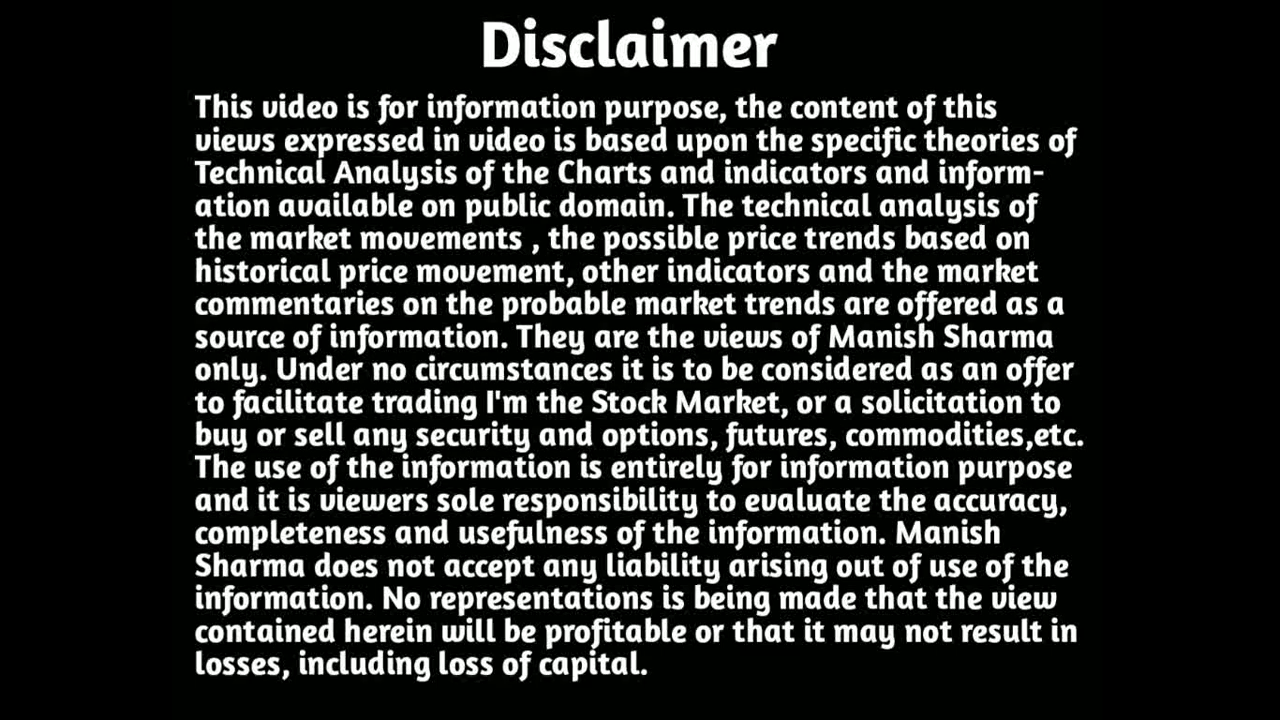 Disclaimer
This video is for information purpose, the content of this
views expressed in video is based upon the specific theories of
Technical Analysis of the Charts and indicators and inform-
ation available on public domain. The technical analysis of
the market movements , the possible price trends based on
historical price movement, other indicators and the market
commentaries on the probable market trends are offered as a
source of information. They are the views of Manish Sharma
only. Under no circumstances it is to be considered as an offer
to facilitate trading I'm the Stock Market, or a solicitation to
buy or sell any security and options, futures, commodities,etc.
The use of the information is entirely for information purpose
and it is viewers sole responsibility to evaluate the accuracy,
completeness and usefulness of the information. Manish
Sharma does not accept any liability arising out of use of the
information. No representations is being made that the view
contained herein will be profitable or that it may not result in
losses, including loss of capital.